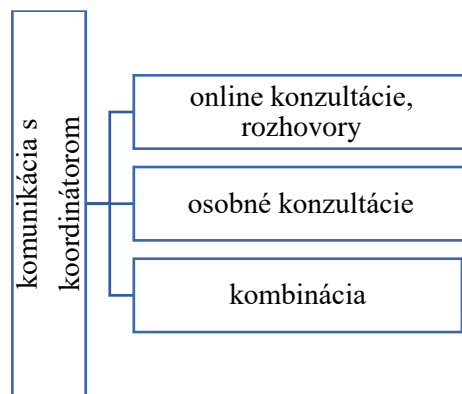 komunikácia s
koordinátorom
online konzultácie,
rozhovory
osobné konzultácie
kombinácia